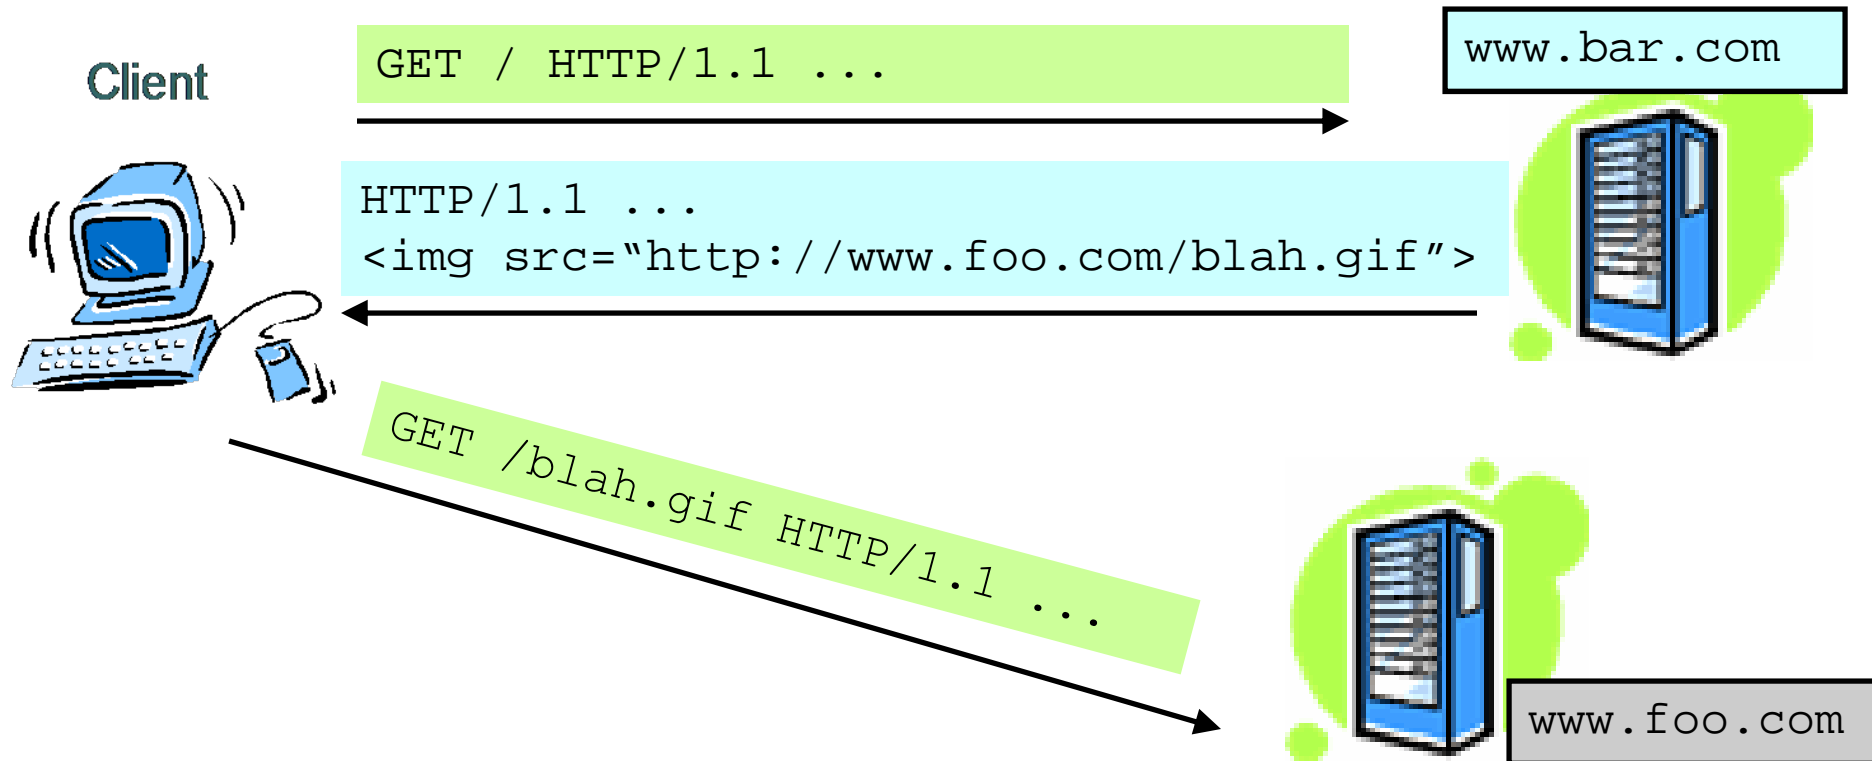 Client
GET / HTTP/1.1 ...
www.bar.com
HTTP/1.1 ...
<img src=“http://www.foo.com/blah.gif”>
GET /blah.gif HTTP/1.1 ...
www.foo.com